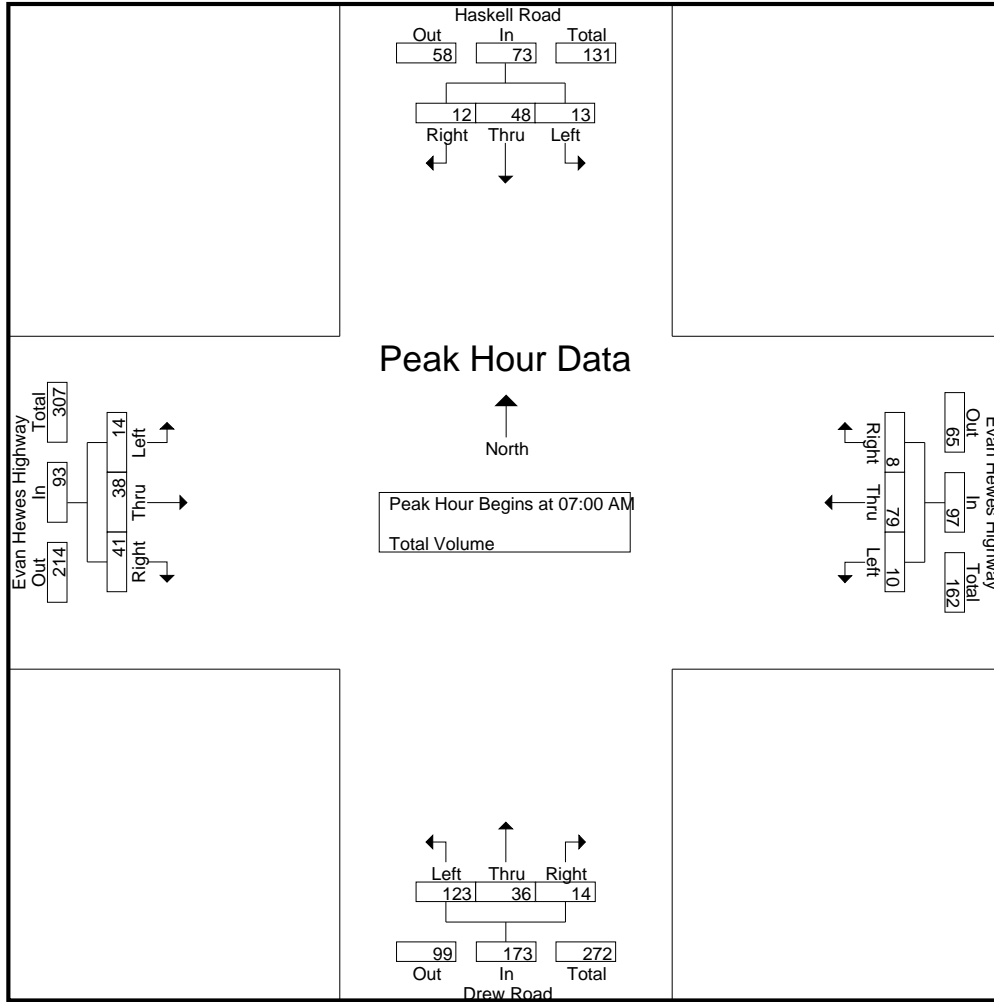 Haskell Road
Out In Total
58 73 131
12 48 13
Right Thru Left
Peak Hour Data
North
Peak Hour Begins at 07:00 AM
Total Volume
Evan Hewes Highway
Out In Total
214 93 307
Left Thru Right
14 38 41
Evan Hewes Highway
Out In Total
65 97 162
Right Thru Left
8 79 10
Left Thru Right
123 36 14
99 173 272
Out In Total
Drew Road